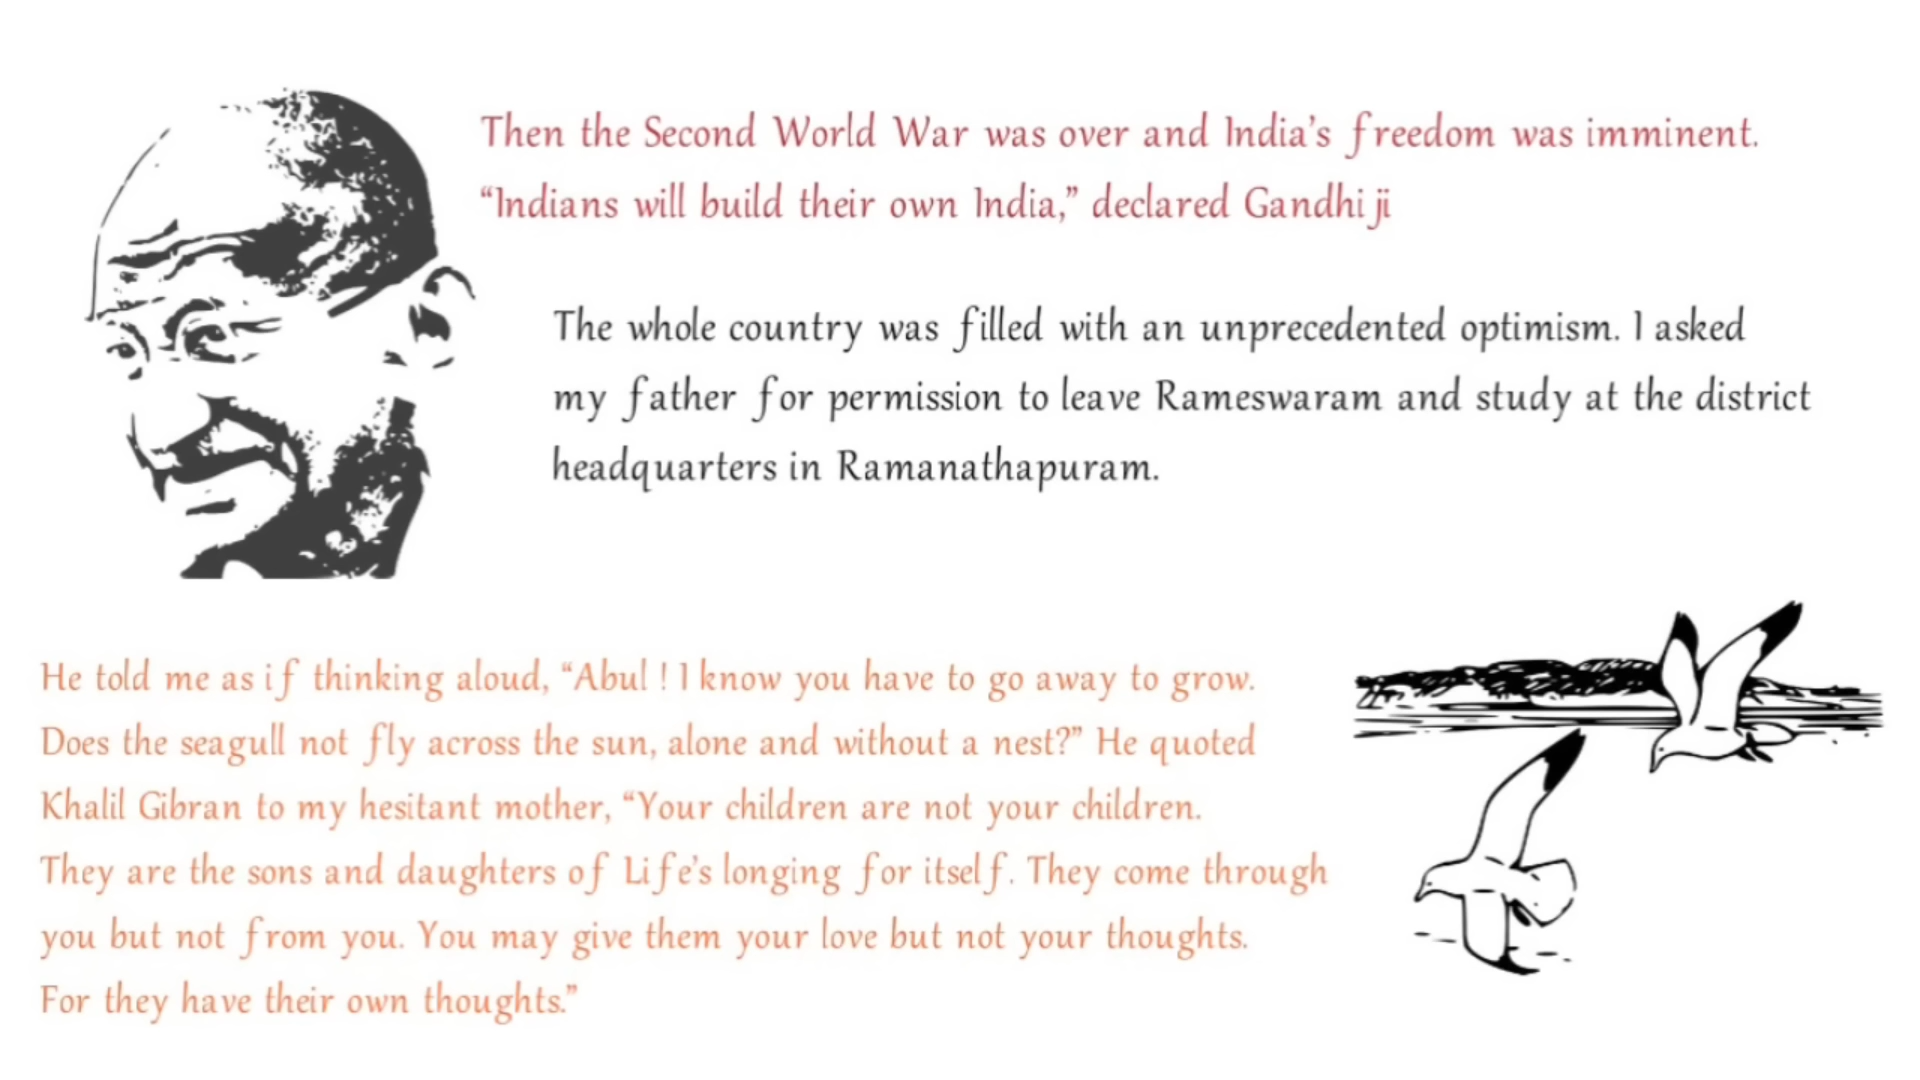 Then the Second World War was over and India's freedom was imminent.
“Indians will build their own India,” declared Gandhiji
The whole country was filled with an unprecedented optimism. I asked
my father for permission to leave Rameswaram and study at the district
headquarters in Ramanathapuram.
He told me as if thinking aloud, “Abul ! I know you have to go away to grow.
Does the seagull not fly across the sun, alone and without a nest?” He quoted
Khalil Gibran to my hesitant mother, “Your children are not your children.
They are the sons and daughters of Life's longing for itself. They come through
you but not from you. You may give them your love but not your thoughts.
For they have their own thoughts.”